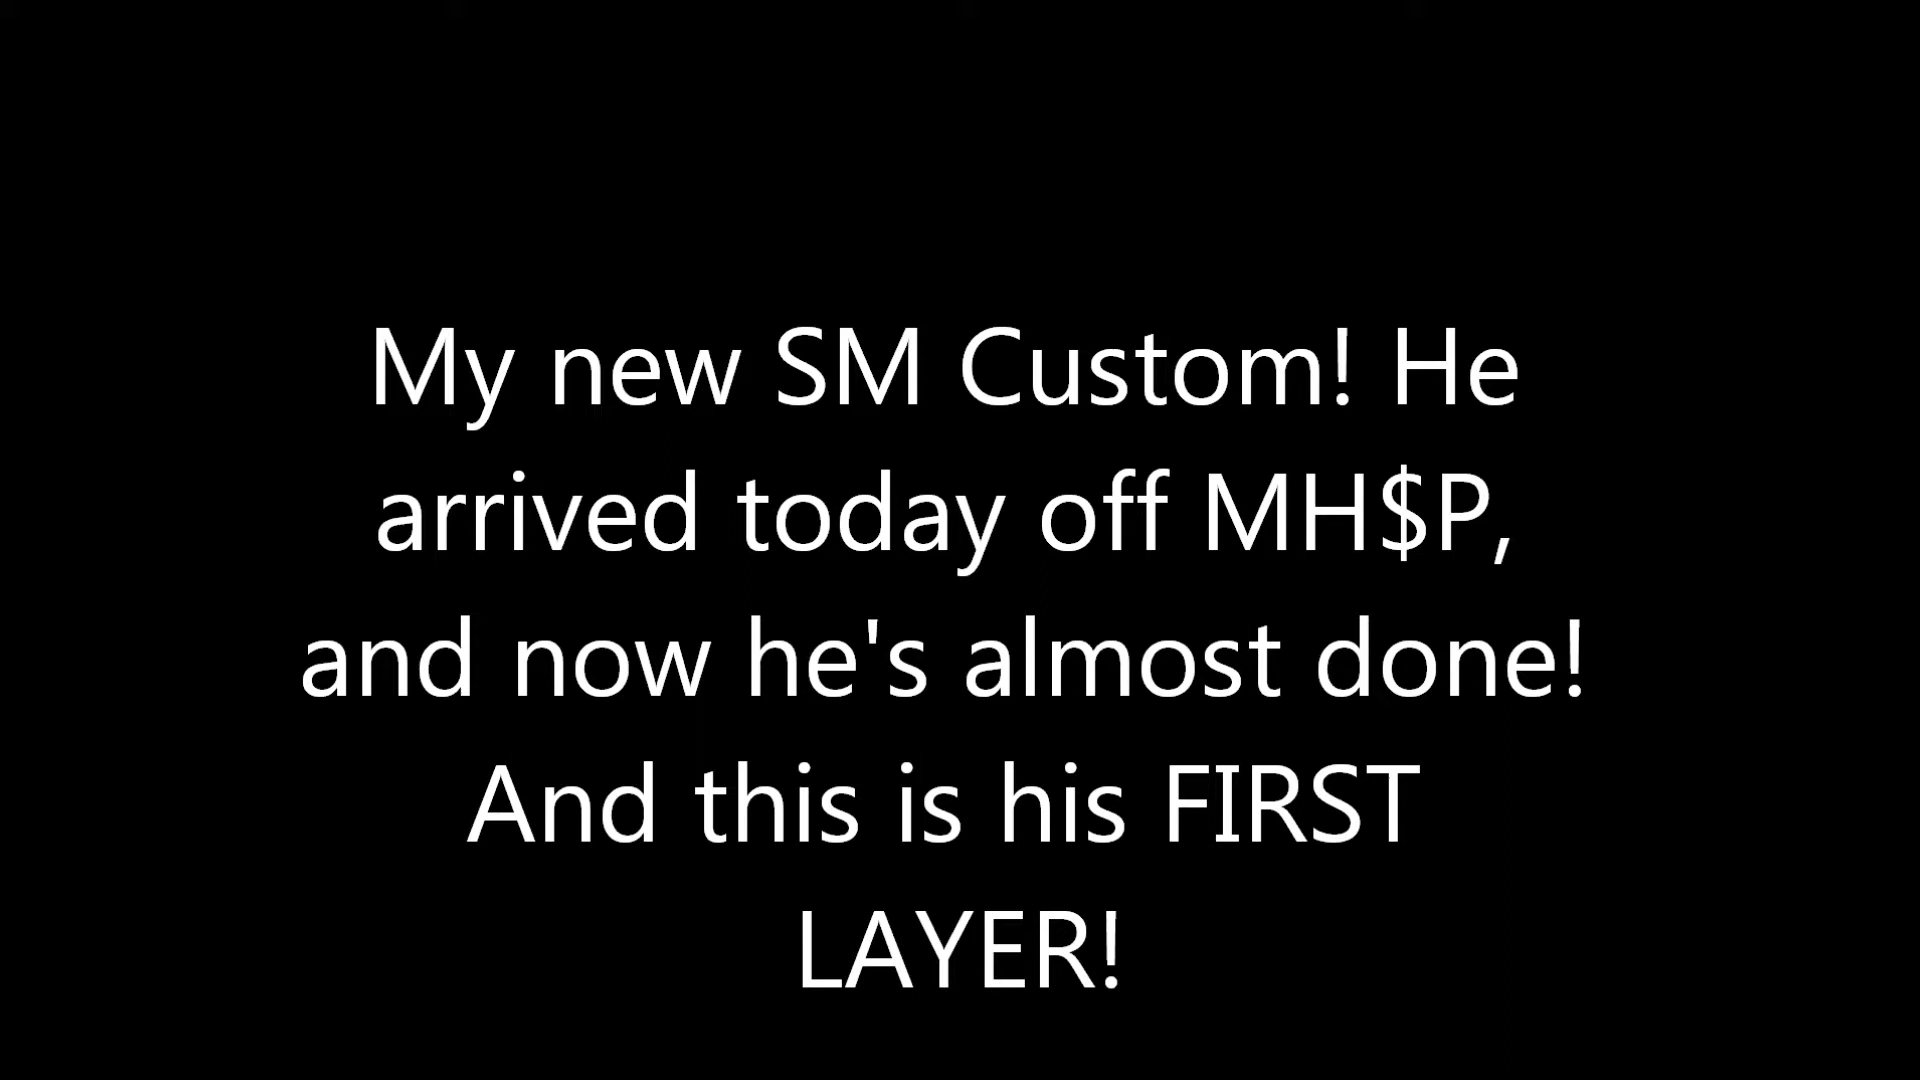 My new SM Custom! He
arrived today off MH$P,
and now he's almost done!
And this is his FIRST
LAYER!